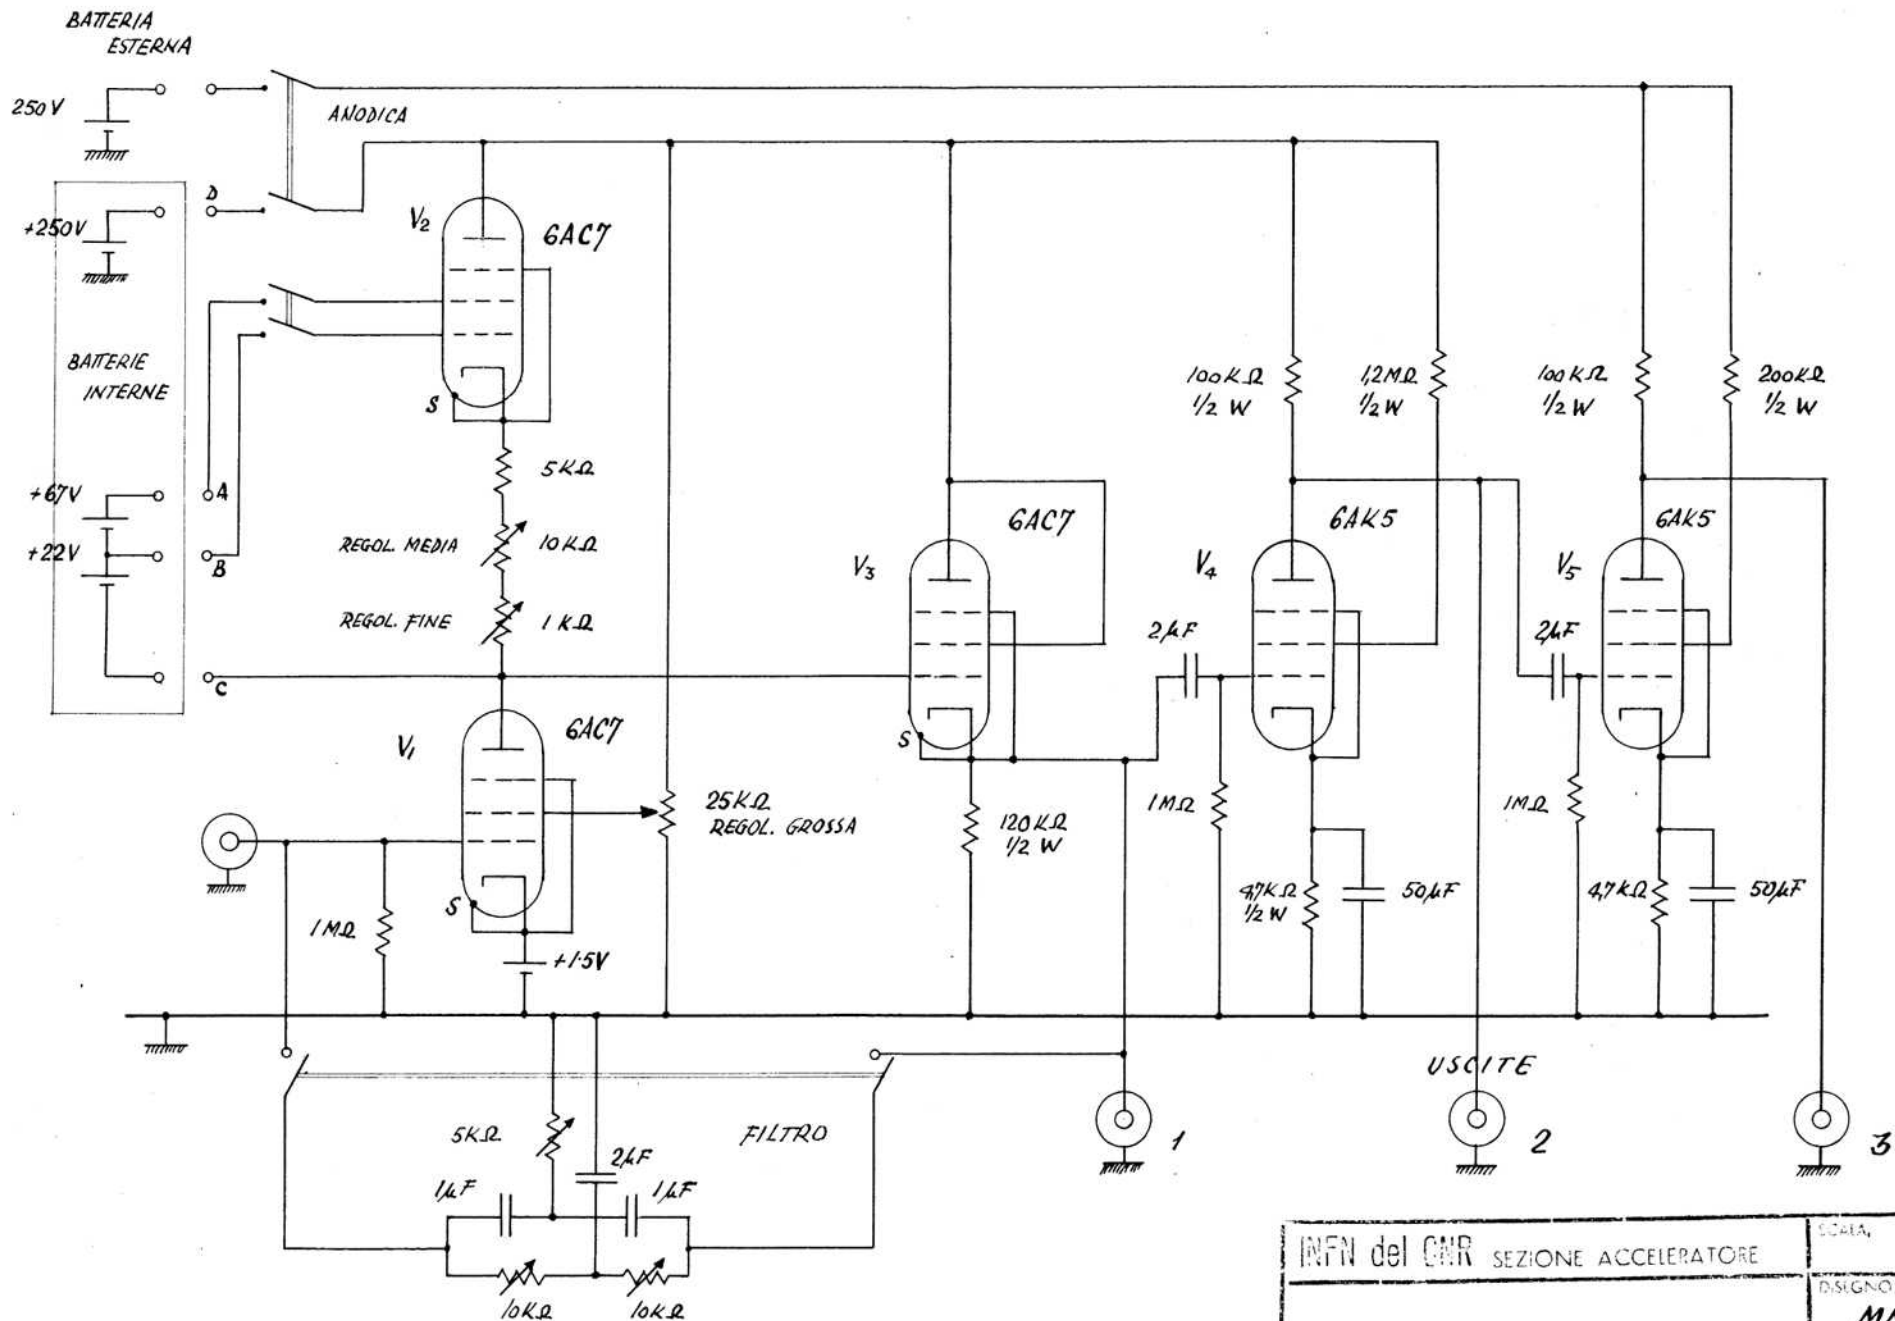 BATTERIA
ESTERNA
250V
ANODICA
D
+250V
V2
6AC7
BATTERIE
INTERNE
S
+67V
A
+22V
B
C
5KΩ
REGOL. MEDIA
10KΩ
REGOL. FINE
1KΩ
V1
6AC7
25KΩ
REGOL. GROSSA
S
1MΩ
+1.5V
V3
6AC7
S
120KΩ
1/2 W
100KΩ
1/2 W
1,2MΩ
1/2 W
6AK5
V4
2μF
1MΩ
4,7KΩ
1/2 W
50μF
100KΩ
1/2 W
200KΩ
1/2 W
6AK5
V5
2μF
1MΩ
4,7KΩ
50μF
USCITE
1
2
3
5KΩ
FILTRO
2μF
1μF
1μF
10KΩ
10KΩ
INFN del CNR SEZIONE ACCELERATORE
SCALA,
DISEGNO